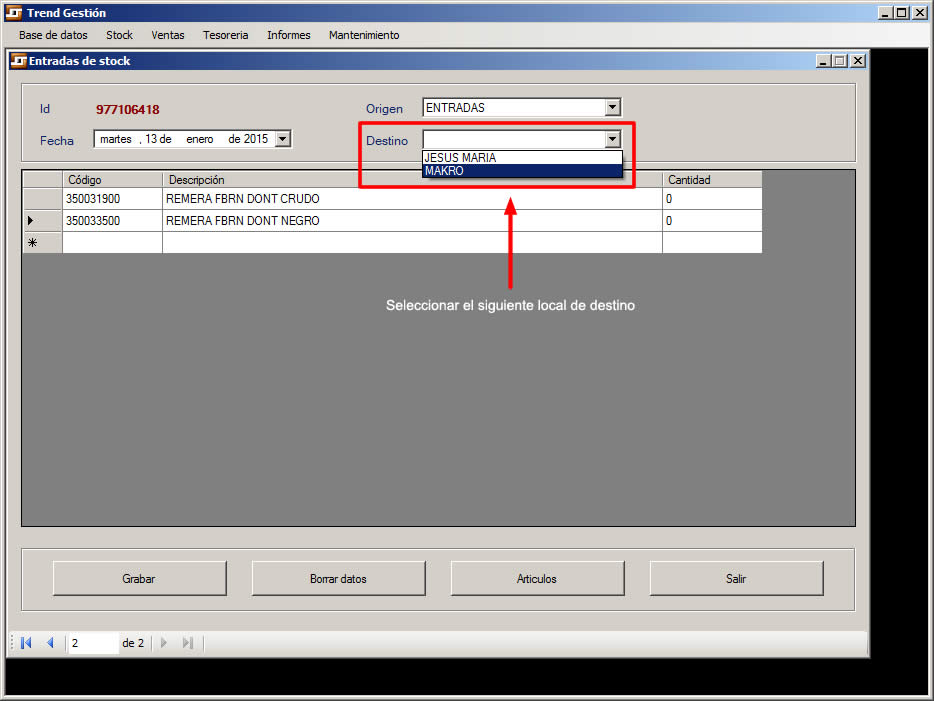 Trend Gestión
Base de datos Stock Ventas Tesoreria Informes Mantenimiento
Entradas de stock
Id 977106418 Origen ENTRADAS
Fecha martes , 13 de enero de 2015 Destino
JESUS MARIA
MAKRO
Código Descripción Cantidad
350031900 REMERA FBRN DONT CRUDO 0
350033500 REMERA FBRN DONT NEGRO 0
Seleccionar el siguiente local de destino
Grabar Borrar datos Articulos Salir
2 de 2